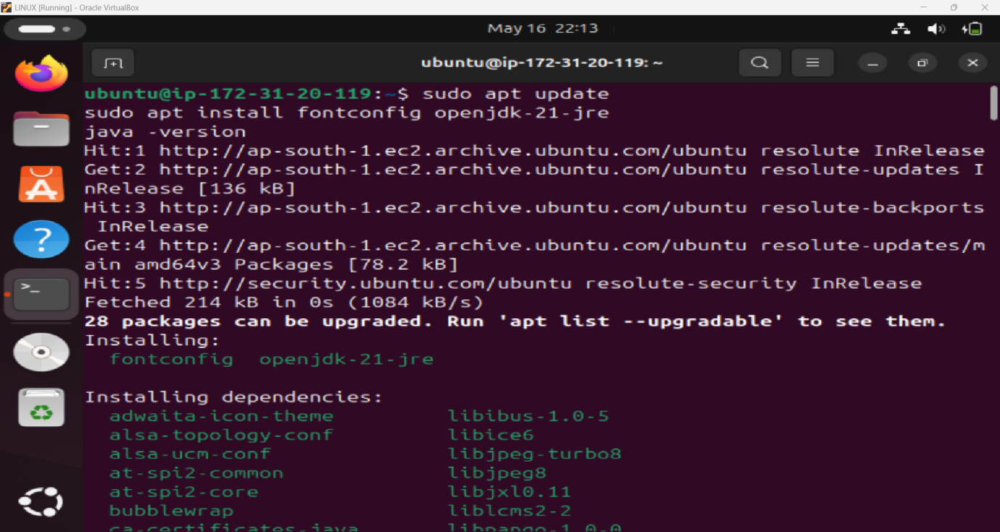 LINUX [Running] - Oracle VirtualBox
May 16 22:13
ubuntu@ip-172-31-20-119: ~
ubuntu@ip-172-31-20-119:~$ sudo apt update
sudo apt install fontconfig openjdk-21-jre
java -version
Hit:1 http://ap-south-1.ec2.archive.ubuntu.com/ubuntu resolute InRelease
Get:2 http://ap-south-1.ec2.archive.ubuntu.com/ubuntu resolute-updates I
nRelease [136 kB]
Hit:3 http://ap-south-1.ec2.archive.ubuntu.com/ubuntu resolute-backports
 InRelease
Get:4 http://ap-south-1.ec2.archive.ubuntu.com/ubuntu resolute-updates/m
ain amd64v3 Packages [78.2 kB]
Hit:5 http://security.ubuntu.com/ubuntu resolute-security InRelease
Fetched 214 kB in 0s (1084 kB/s)
28 packages can be upgraded. Run 'apt list --upgradable' to see them.
Installing:
  fontconfig  openjdk-21-jre
Installing dependencies:
  adwaita-icon-theme         libibus-1.0-5
  alsa-topology-conf         libice6
  alsa-ucm-conf              libjpeg-turbo8
  at-spi2-common             libjpeg8
  at-spi2-core               libjxl0.11
  bubblewrap                 liblcms2-2
  ca-certificates-java       libpango-1.0-0